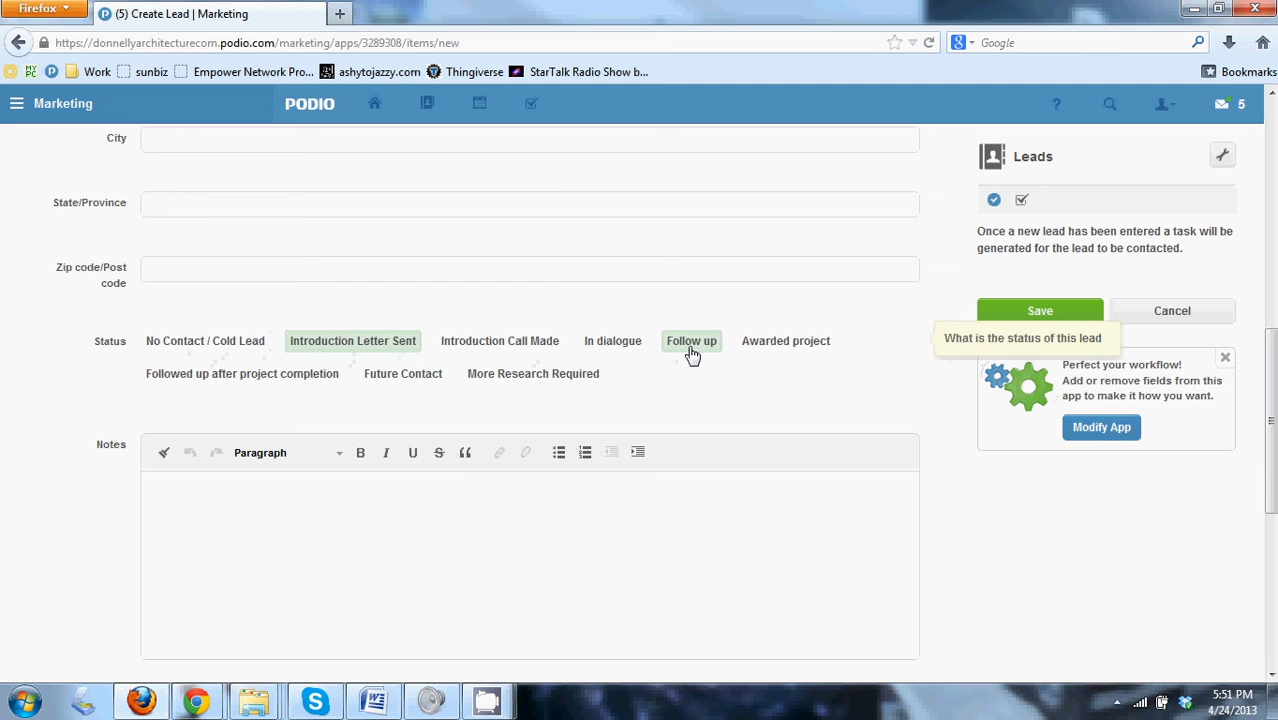 Firefox
(5) Create Lead | Marketing
https://donnellyarchitecturecom.podio.com/marketing/apps/3289308/items/new
Google
Work
sunbiz
Empower Network Pro...
ashytojazzy.com
Thingiverse
StarTalk Radio Show b...
Bookmarks
Marketing
PODIO
? 5
City
Leads
State/Province
Once a new lead has been entered a task will be
generated for the lead to be contacted.
Zip code/Post
code
Save Cancel
Status No Contact / Cold Lead Introduction Letter Sent Introduction Call Made In dialogue Follow up Awarded project
What is the status of this lead
Followed up after project completion Future Contact More Research Required
Perfect your workflow!
Add or remove fields from this
app to make it how you want.
Modify App
Notes
Paragraph B I U S
5:51 PM
4/24/2013